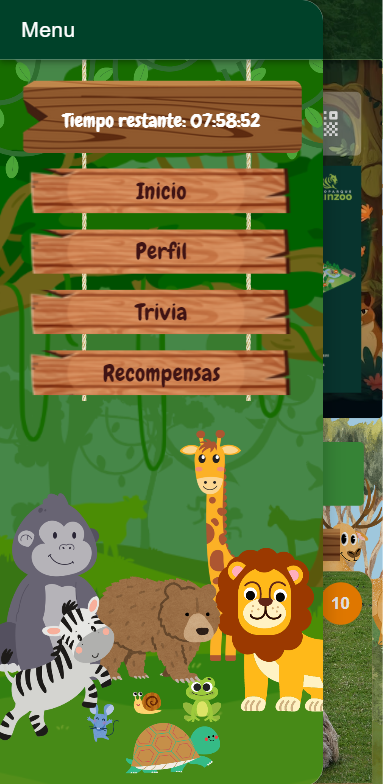 Menu
Tiempo restante: 07:58:52
Inicio
Perfil
Trivia
Recompensas
10